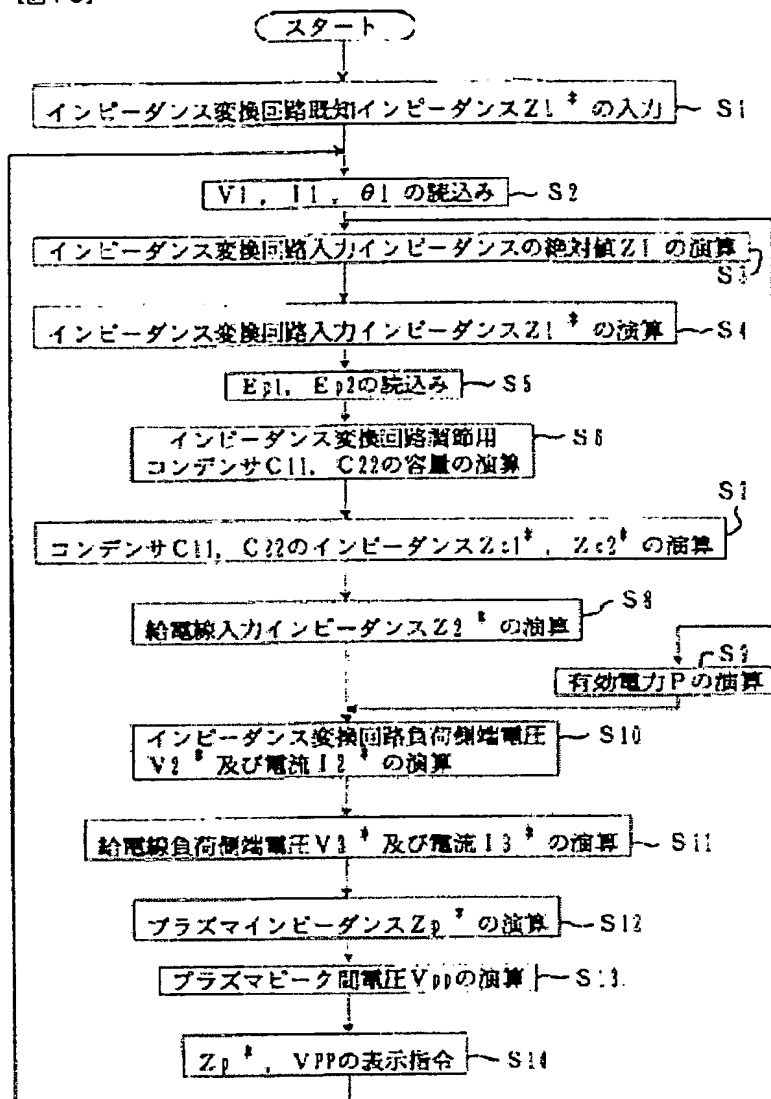 スタート
インピーダンス変換回路既知インピーダンスZ1* の入力 S1
V1, I1, θ1 の読込み S2
インピーダンス変換回路入力インピーダンスの絶対値Z1 の演算
S3
インピーダンス変換回路入力インピーダンスZ1* の演算 S4
Ep1, Ep2の読込み S5
インピーダンス変換回路調節用 S6
コンデンサC11, C22の容量の演算
S7
コンデンサC11, C22のインピーダンスZc1*, Zc2* の演算
S8
給電線入力インピーダンスZ2* の演算
S9
有効電力Pの演算
インピーダンス変換回路負荷側端電圧 S10
V2* 及び電流I2* の演算
給電線負荷側端電圧V3* 及び電流I3* の演算 S11
プラズマインピーダンスZp* の演算 S12
プラズマピーク間電圧Vppの演算 S13
Zp*, VPPの表示指令 S14